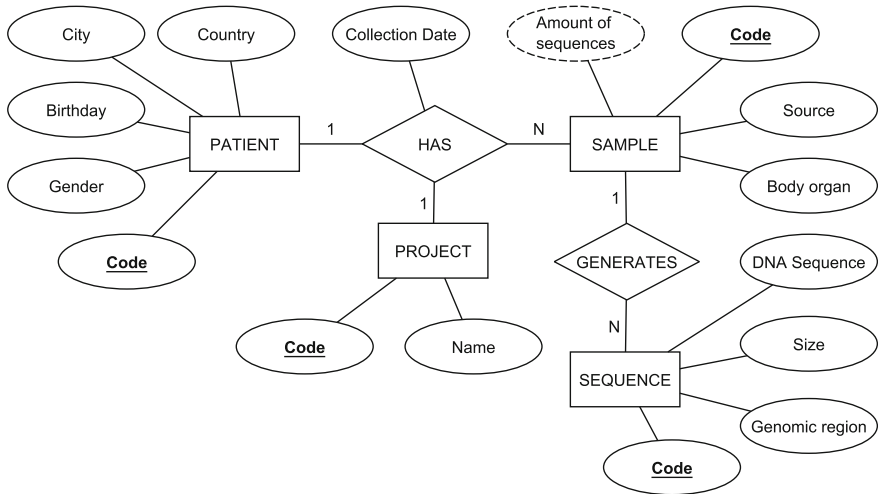 City
Country
Collection Date
Amount of
sequences
Code
Birthday
Source
PATIENT
1
HAS
N
SAMPLE
Gender
Body organ
1
1
Code
PROJECT
GENERATES
DNA Sequence
Code
Name
N
Size
SEQUENCE
Genomic region
Code